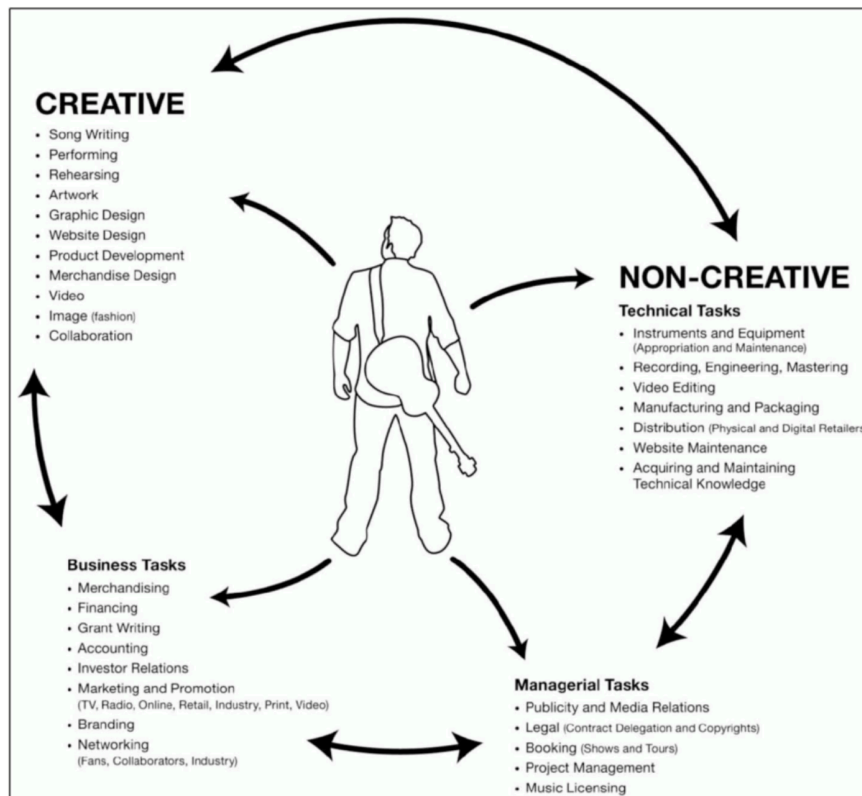 CREATIVE
• Song Writing
• Performing
• Rehearsing
• Artwork
• Graphic Design
• Website Design
• Product Development
• Merchandise Design
• Video
• Image (fashion)
• Collaboration
NON-CREATIVE
Technical Tasks
• Instruments and Equipment
(Appropriation and Maintenance)
• Recording, Engineering, Mastering
• Video Editing
• Manufacturing and Packaging
• Distribution (Physical and Digital Retailers
• Website Maintenance
• Acquiring and Maintaining
Technical Knowledge
Business Tasks
• Merchandising
• Financing
• Grant Writing
• Accounting
• Investor Relations
• Marketing and Promotion
(TV, Radio, Online, Retail, Industry, Print, Video)
• Branding
• Networking
(Fans, Collaborators, Industry)
Managerial Tasks
• Publicity and Media Relations
• Legal (Contract Delegation and Copyrights)
• Booking (Shows and Tours)
• Project Management
• Music Licensing